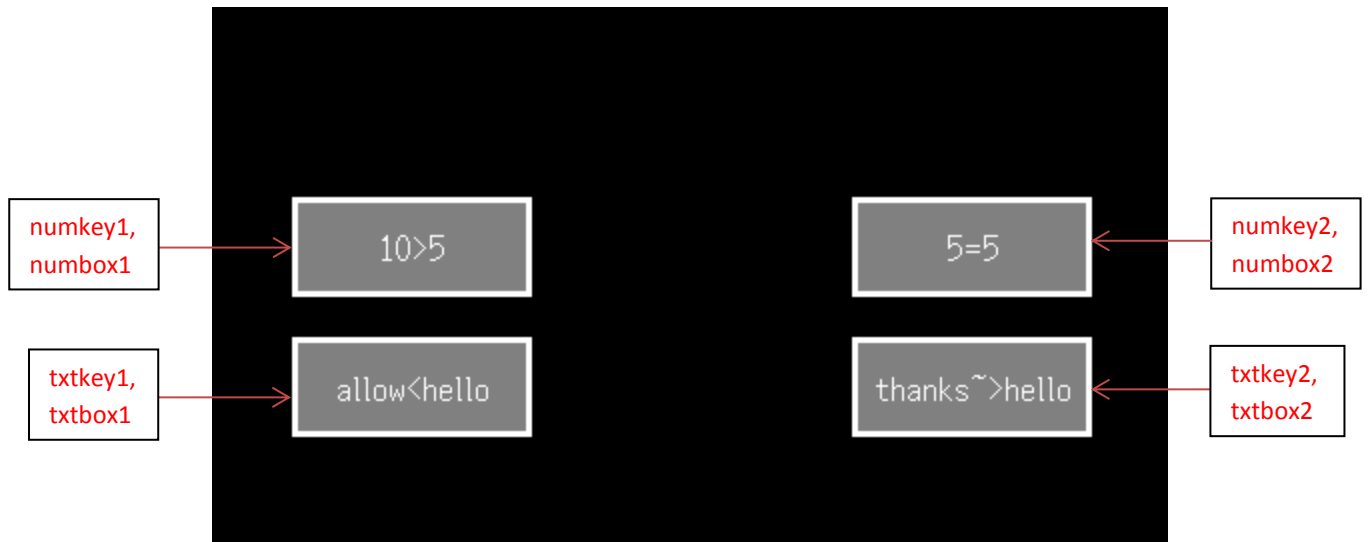 numkey1,
numbox1
10>5
5=5
numkey2,
numbox2
txtkey1,
txtbox1
allow<hello
thanks~>hello
txtkey2,
txtbox2